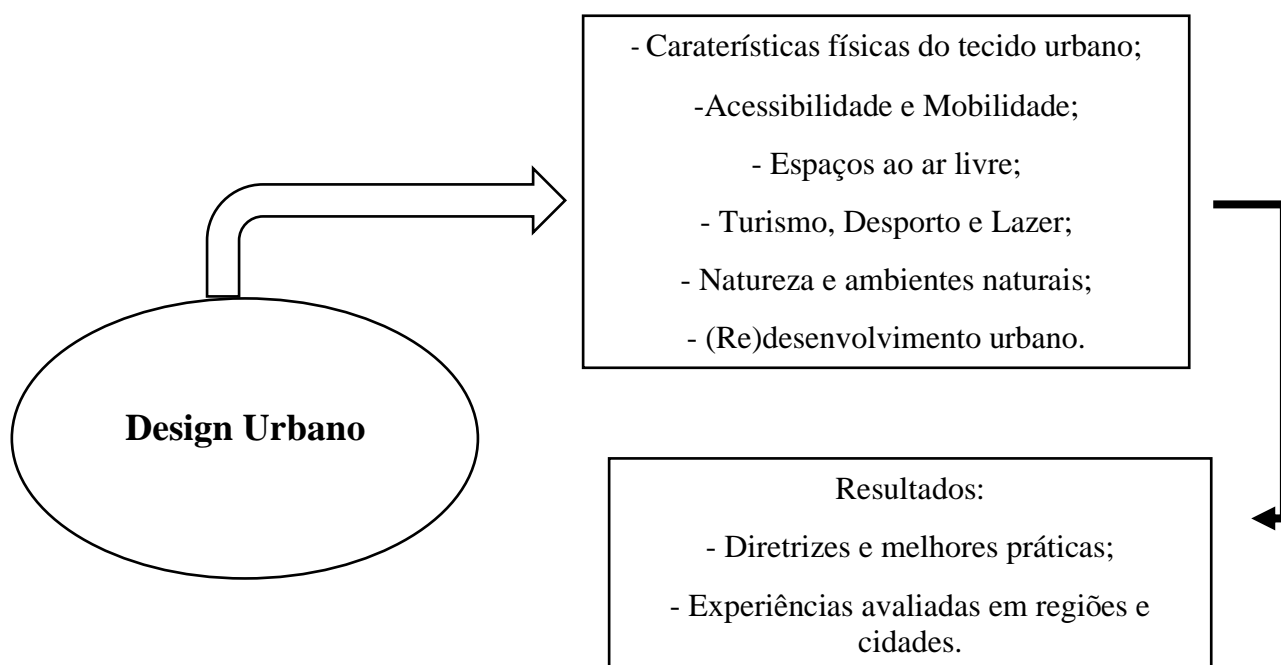 - Caraterísticas físicas do tecido urbano;
-Acessibilidade e Mobilidade;
- Espaços ao ar livre;
- Turismo, Desporto e Lazer;
- Natureza e ambientes naturais;
- (Re)desenvolvimento urbano.
Design Urbano
Resultados:
- Diretrizes e melhores práticas;
- Experiências avaliadas em regiões e
cidades.